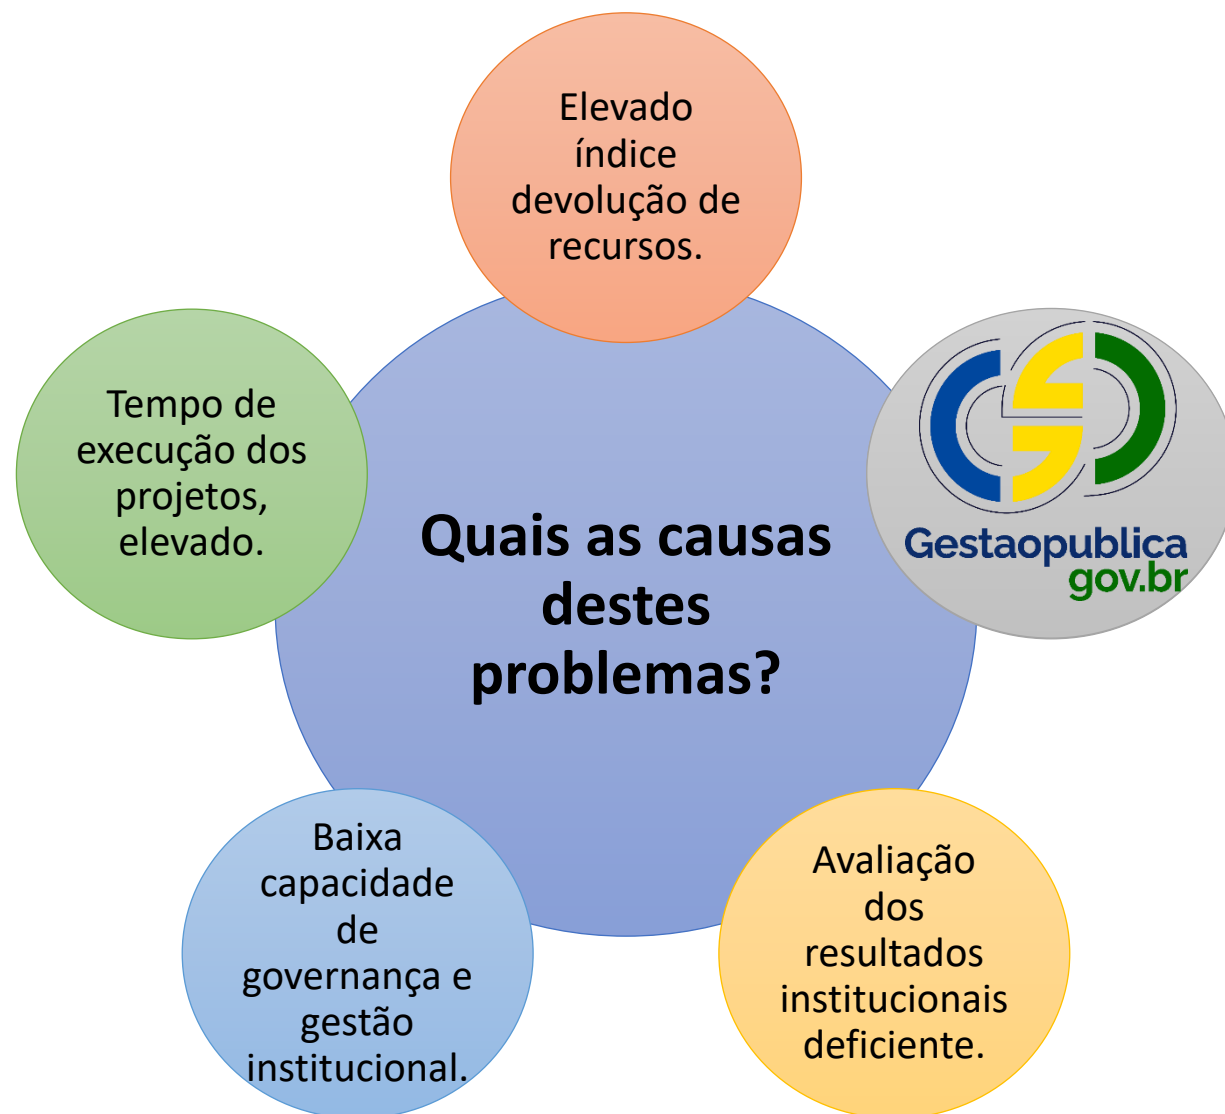 Elevado
índice
devolução de
recursos.
Gestaopublica
gov.br
Tempo de
execução dos
projetos,
elevado.
Quais as causas
destes
problemas?
Baixa
capacidade
de
governança e
gestão
institucional.
Avaliação
dos
resultados
institucionais
deficiente.